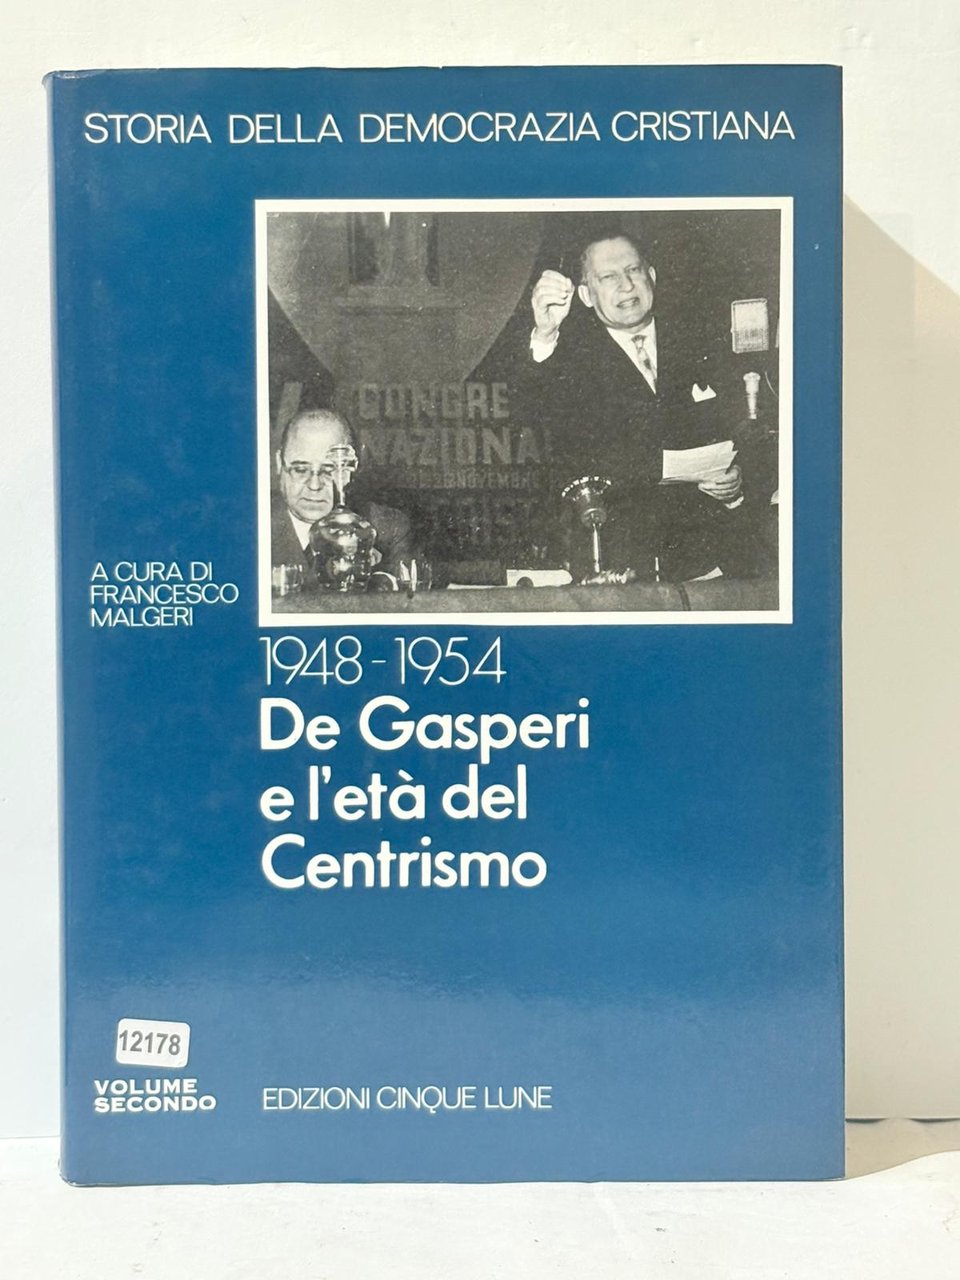 STORIA DELLA DEMOCRAZIA CRISTIANA
CONGRE
NAZIONA
NOVEMBRE
A CURA DI
FRANCESCO
MALGERI
1948-1954
De Gasperi
e l'età del
Centrismo
12178
VOLUME
SECONDO
EDIZIONI CINQUE LUNE